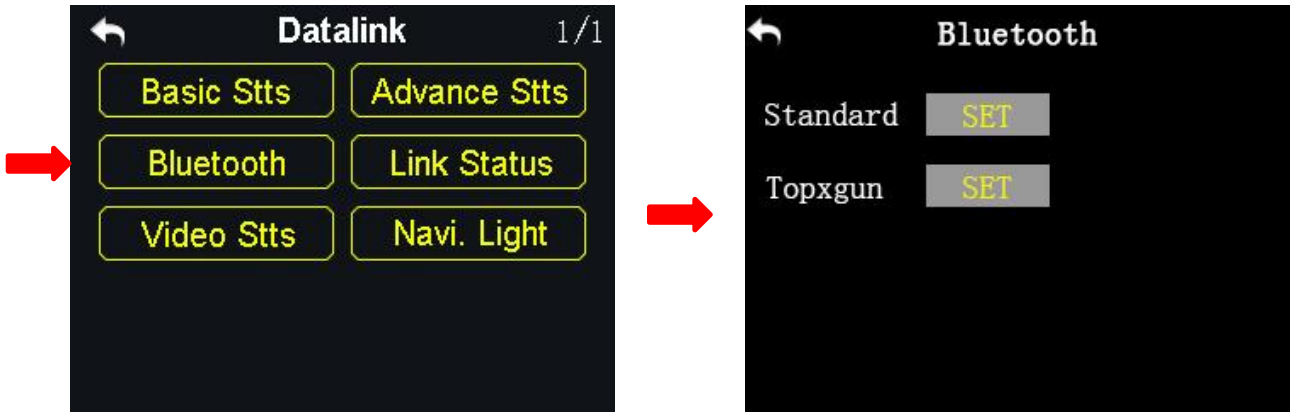 Datalink 1/1
Basic Stts Advance Stts
Bluetooth Link Status
Video Stts Navi. Light
Bluetooth
Standard SET
Topxgun SET